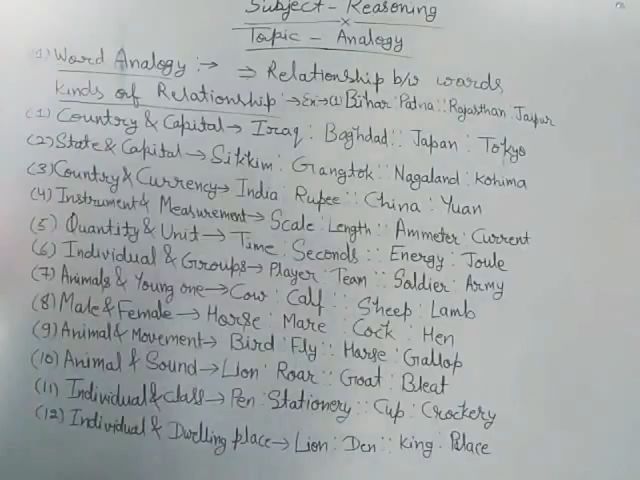 Subject - Reasoning
×
Topic - Analogy
1) Word Analogy :→ ⇒ Relationship b/w words
kinds of Relationship :→ Ex:→ (1) Bihar : Patna :: Rajasthan : Jaipur
(1) Country & Capital → Iraq : Baghdad :: Japan : Tokyo
(2) State & Capital → Sikkim : Gangtok :: Nagaland : Kohima
(3) Country & Currency → India : Rupee :: China : Yuan
(4) Instrument & Measurement → Scale : Length :: Ammeter : Current
(5) Quantity & Unit → Time : Seconds :: Energy : Joule
(6) Individual & Groups → Player : Team :: Saldier : Army
(7) Animals & Young one → Cow : Calf :: Sheep : Lamb
(8) Male & Female → Horse : Mare :: Cock : Hen
(9) Animal & Movement → Bird : Fly :: Horse : Gallop
(10) Animal & Sound → Lion : Roar :: Goat : Bleat
(11) Individual & class → Pen : Stationery :: Cup : Crockery
(12) Individual & Dwelling place → Lion : Den :: King : Palace